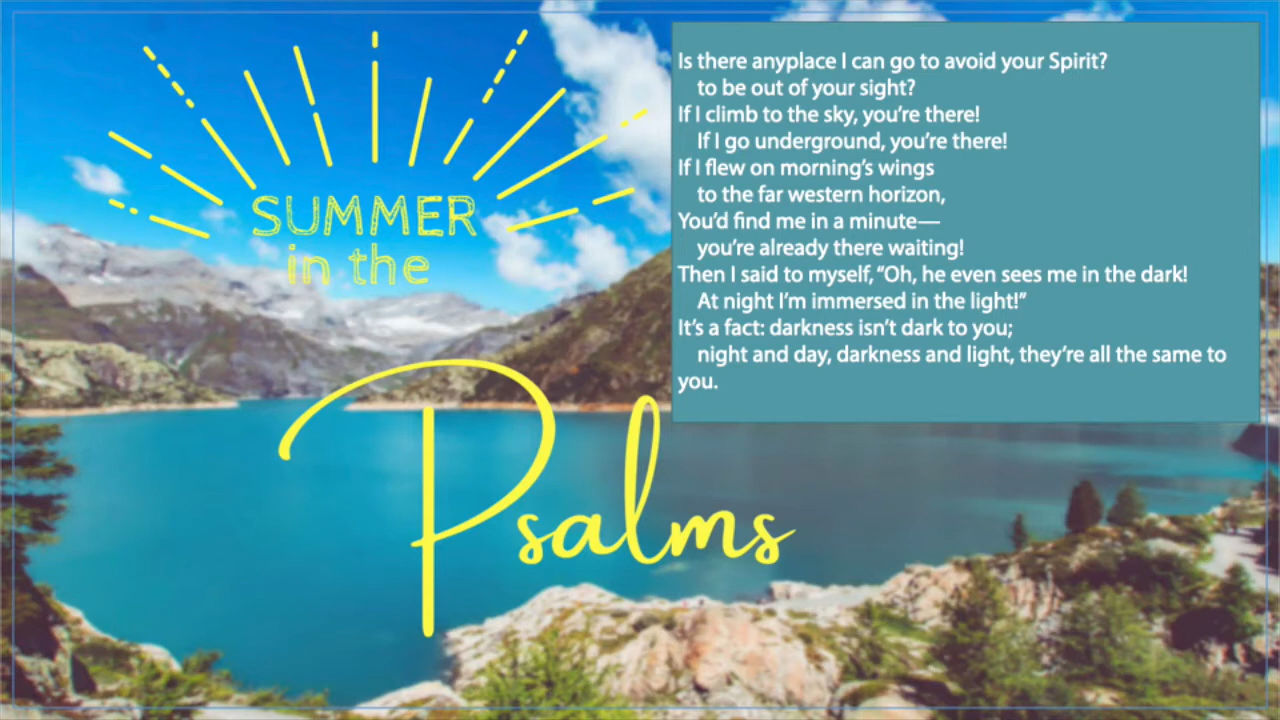 SUMMER
in the
Psalms
Is there anyplace I can go to avoid your Spirit?
to be out of your sight?
If I climb to the sky, you’re there!
If I go underground, you’re there!
If I flew on morning’s wings
to the far western horizon,
You’d find me in a minute—
you’re already there waiting!
Then I said to myself, “Oh, he even sees me in the dark!
At night I’m immersed in the light!”
It’s a fact: darkness isn’t dark to you;
night and day, darkness and light, they’re all the same to
you.